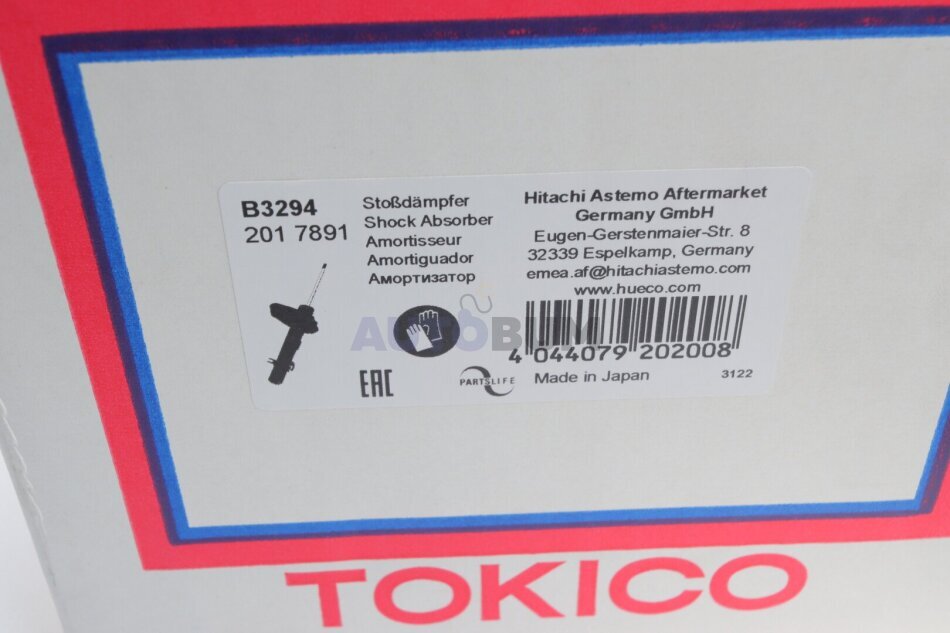 B3294
201 7891
Stoßdämpfer
Shock Absorber
Amortisseur
Amortiguador
Амортизатор
Hitachi Astemo Aftermarket
Germany GmbH
Eugen-Gerstenmaier-Str. 8
32339 Espelkamp, Germany
emea.af@hitachiastemo.com
www.hueco.com
AUTOBUM
4 044079 202008
EAC
PARTSLIFE
Made in Japan
3122
TOKICO